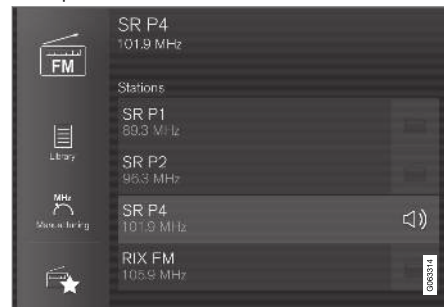 SR P4
101.9 MHz
FM
Stations
SR P1
89.3 MHz
Library
SR P2
96.3 MHz
MHz
Manual tuning
SR P4
101.9 MHz
RIX FM
105.9 MHz
G063314